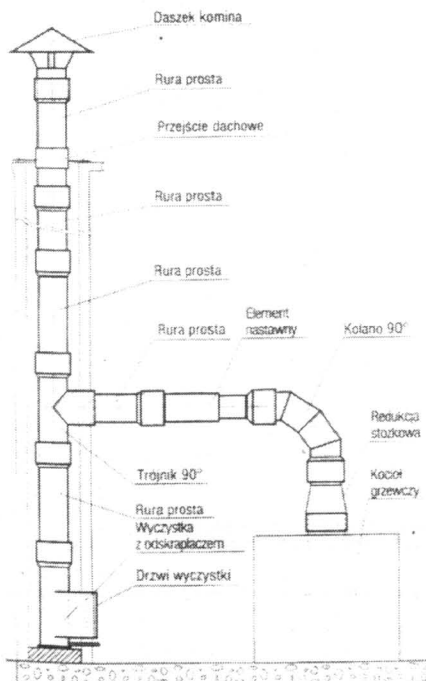 Daszek komina
Rura prosta
Przejście dachowe
Rura prosta
Rura prosta
Rura prosta
Element
nastawny
Kolano 90°
Redukcja
stożkowa
Trójnik 90°
Kocioł
grzewczy
Rura prosta
Wyczystka
z odskraplaczem
Drzwi wyczystki